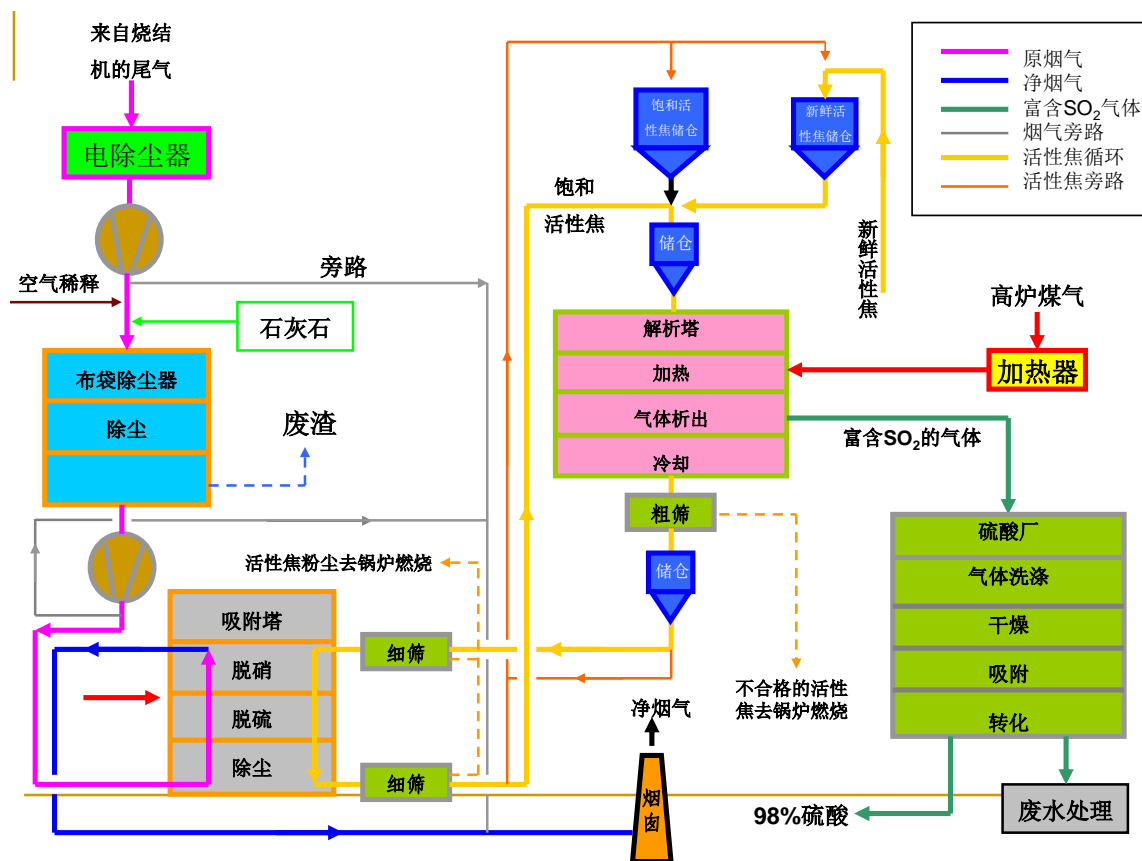 来自烧结
机的尾气
电除尘器
空气稀释
旁路
石灰石
布袋除尘器
除尘
废渣
活性焦粉尘去锅炉燃烧
吸附塔
脱硝
脱硫
除尘
细筛
细筛
饱和活
性焦储仓
新鲜活
性焦储仓
饱和
活性焦
储仓
新鲜活性焦
解析塔
加热
气体析出
冷却
粗筛
储仓
高炉煤气
加热器
富含SO₂的气体
不合格的活性
焦去锅炉燃烧
净烟气
烟囱
硫酸厂
气体洗涤
干燥
吸附
转化
98%硫酸
废水处理
原烟气
净烟气
富含SO₂气体
烟气旁路
活性焦循环
活性焦旁路